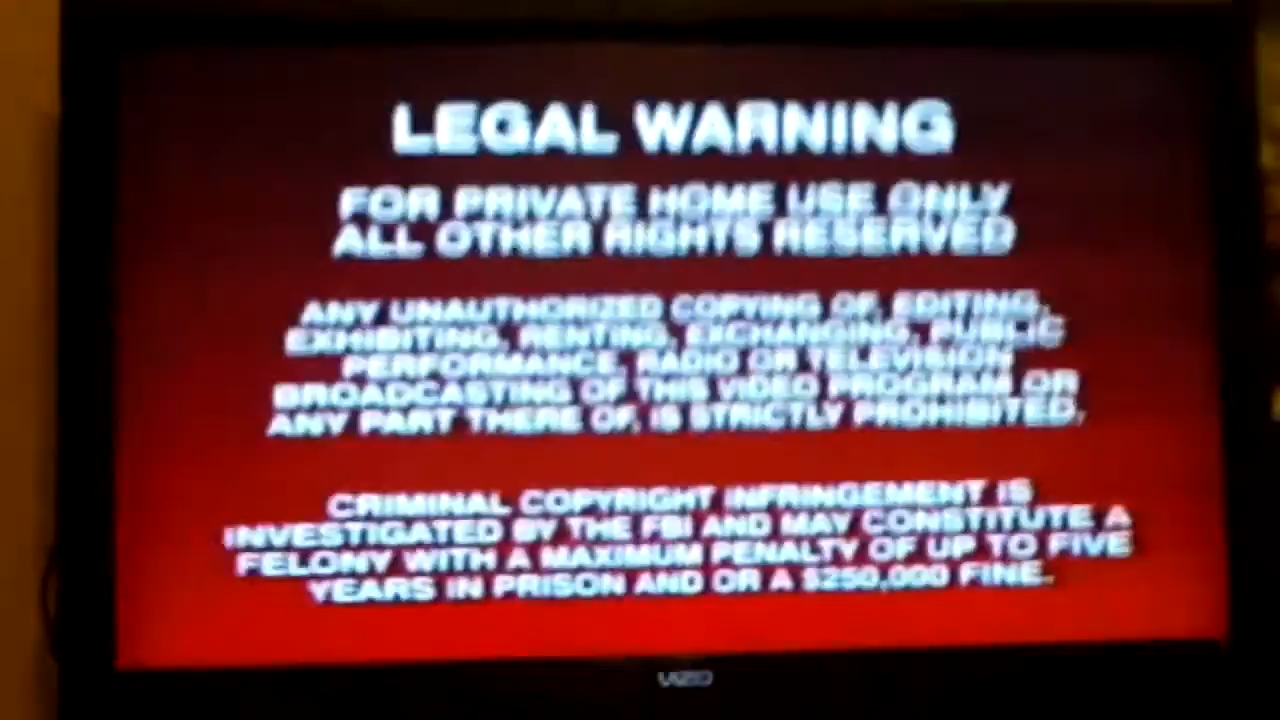 LEGAL WARNING
FOR PRIVATE HOME USE ONLY
ALL OTHER RIGHTS RESERVED
ANY UNAUTHORIZED COPYING OF, EDITING,
EXHIBITING, RENTING, EXCHANGING, PUBLIC
PERFORMANCE, RADIO OR TELEVISION
BROADCASTING OF THIS VIDEO PROGRAM OR
ANY PART THERE OF, IS STRICTLY PROHIBITED.
CRIMINAL COPYRIGHT INFRINGEMENT IS
INVESTIGATED BY THE FBI AND MAY CONSTITUTE A
FELONY WITH A MAXIMUM PENALTY OF UP TO FIVE
YEARS IN PRISON AND OR A $250,000 FINE.
VIZIO